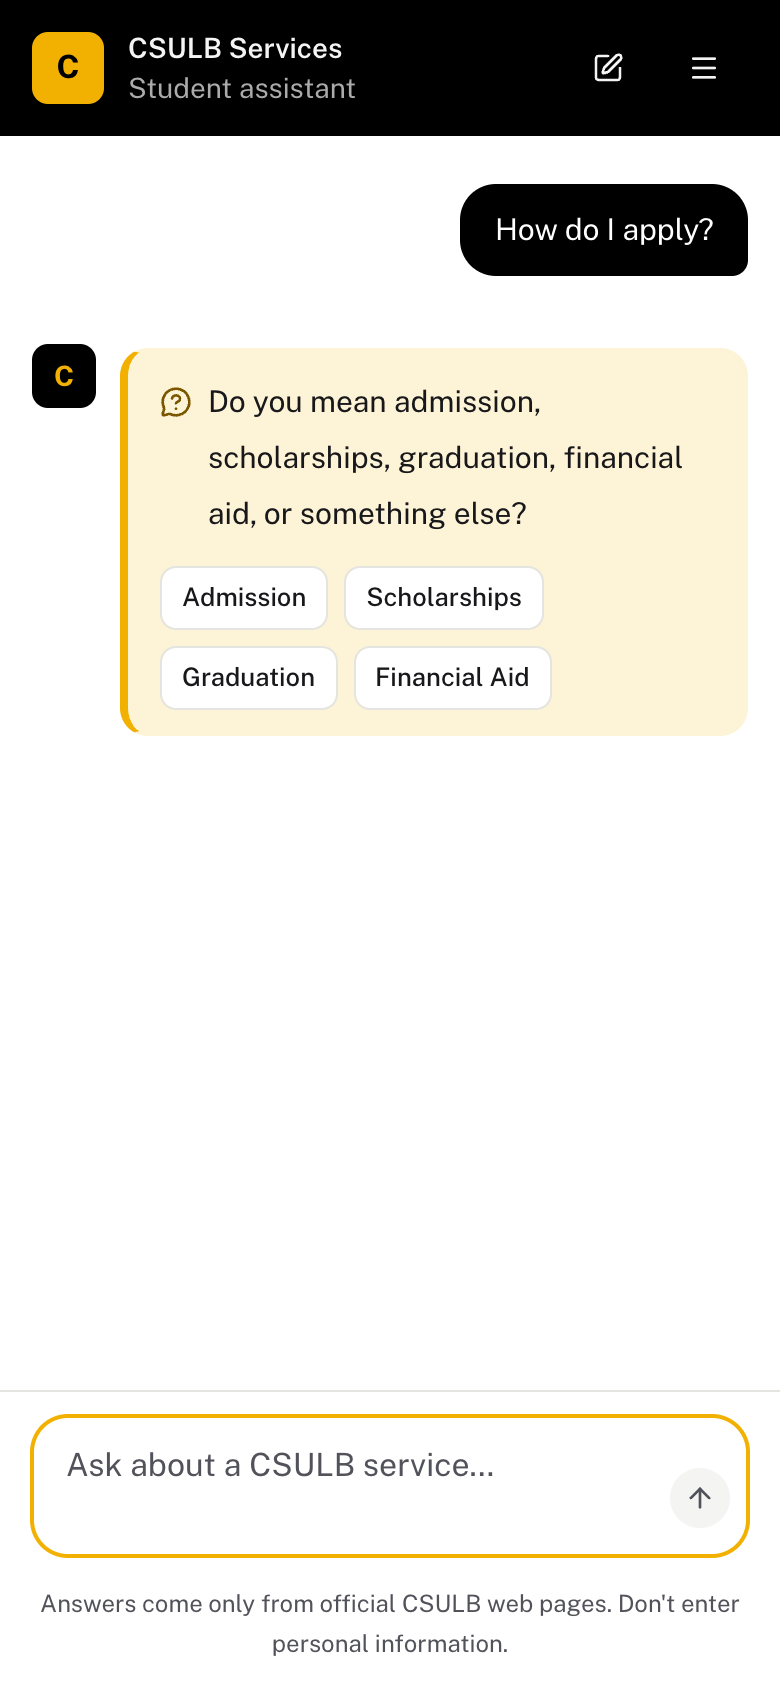 C
CSULB Services
Student assistant
How do I apply?
C
Do you mean admission,
scholarships, graduation, financial
aid, or something else?
Admission
Scholarships
Graduation
Financial Aid
Ask about a CSULB service...
Answers come only from official CSULB web pages. Don't enter
personal information.